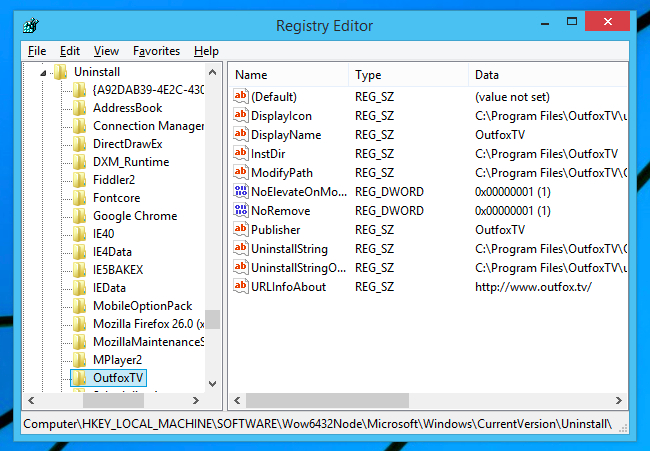 Registry Editor
File Edit View Favorites Help
Uninstall
{A92DAB39-4E2C-430
AddressBook
Connection Manager
DirectDrawEx
DXM_Runtime
Fiddler2
Fontcore
Google Chrome
IE40
IE4Data
IE5BAKEX
IEData
MobileOptionPack
Mozilla Firefox 26.0 (x
MozillaMaintenanceS
MPlayer2
OutfoxTV
Name Type Data
(Default) REG_SZ (value not set)
DisplayIcon REG_SZ C:\Program Files\OutfoxTV\u
DisplayName REG_SZ OutfoxTV
InstDir REG_SZ C:\Program Files\OutfoxTV
ModifyPath REG_SZ C:\Program Files\OutfoxTV\C
NoElevateOnMo... REG_DWORD 0x00000001 (1)
NoRemove REG_DWORD 0x00000001 (1)
Publisher REG_SZ OutfoxTV
UninstallString REG_SZ C:\Program Files\OutfoxTV\C
UninstallStringO... REG_SZ C:\Program Files\OutfoxTV\u
URLInfoAbout REG_SZ http://www.outfox.tv/
Computer\HKEY_LOCAL_MACHINE\SOFTWARE\Wow6432Node\Microsoft\Windows\CurrentVersion\Uninstall\